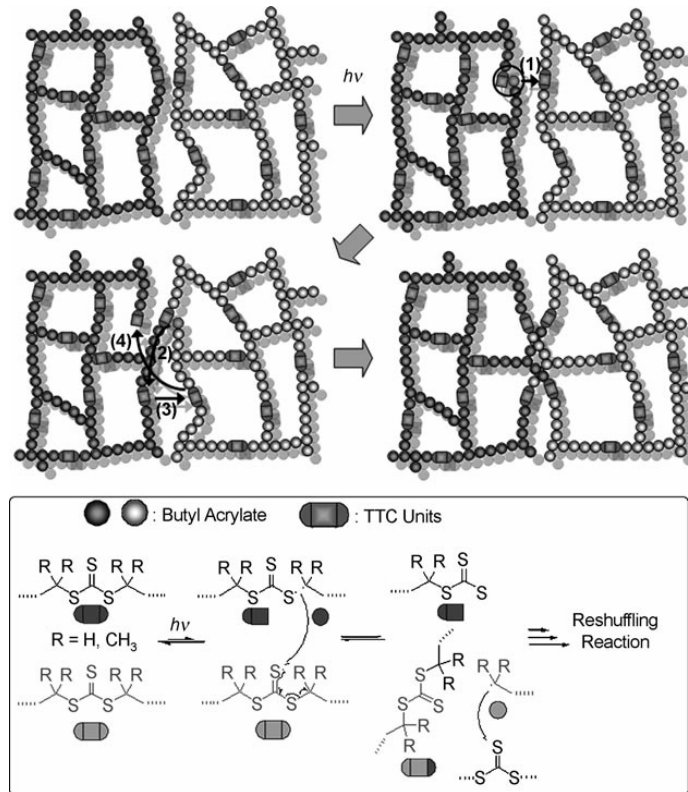 hν
(1)
(4)
(2)
(3)
: Butyl Acrylate
: TTC Units
R R S R R
S S
R R S R R
S S
R R S
S S
R = H, CH3
hν
R R S R R
S S
R R S R R
S S
S R
R
S S
S R
R
R R
S
S S
Reshuffling
Reaction